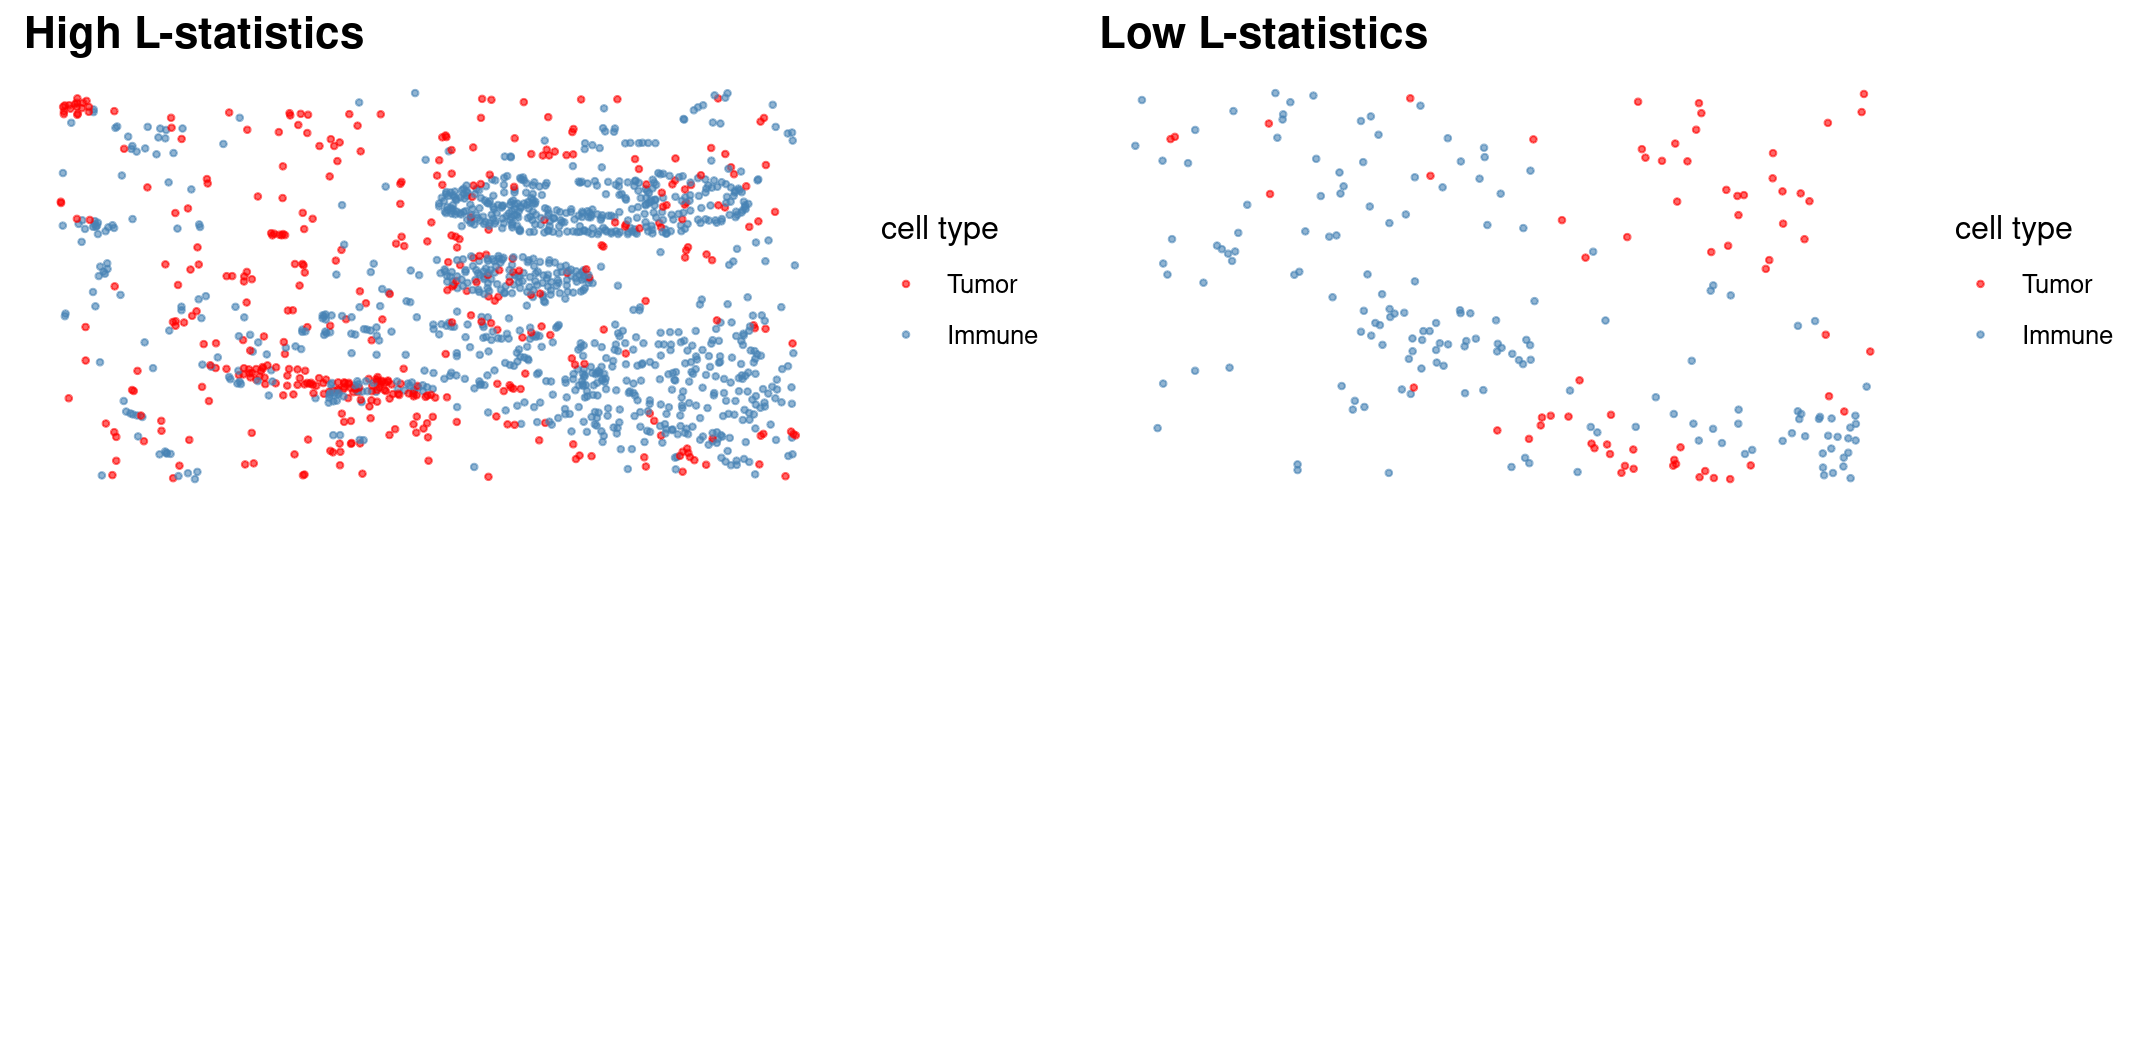 High L-statistics
cell type
Tumor
Immune
Low L-statistics
cell type
Tumor
Immune